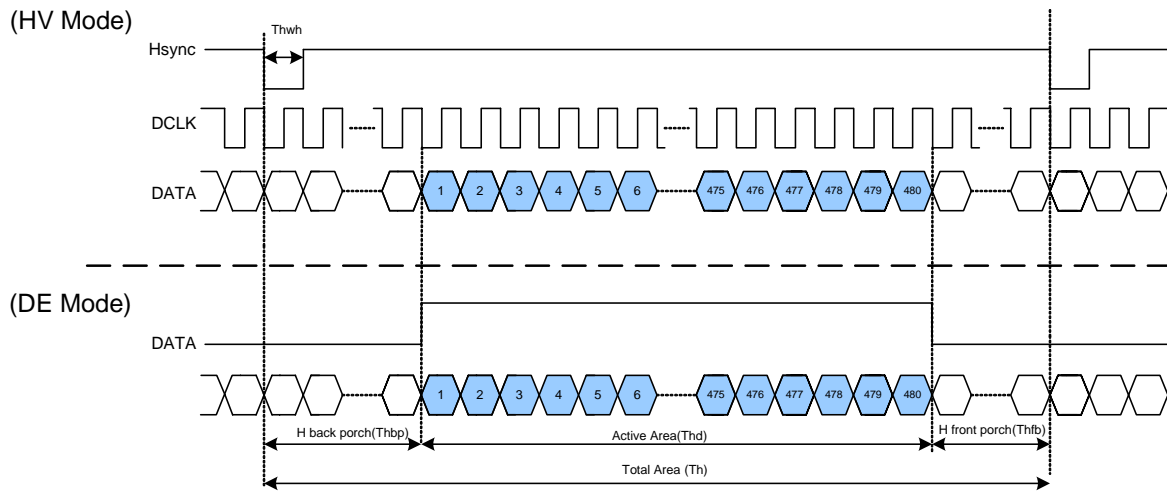 (HV Mode)
Thwh
Hsync
DCLK
DATA
1 2 3 4 5 6 475 476 477 478 479 480
(DE Mode)
DATA
1 2 3 4 5 6 475 476 477 478 479 480
H back porch(Thbp) Active Area(Thd) H front porch(Thfb)
Total Area (Th)